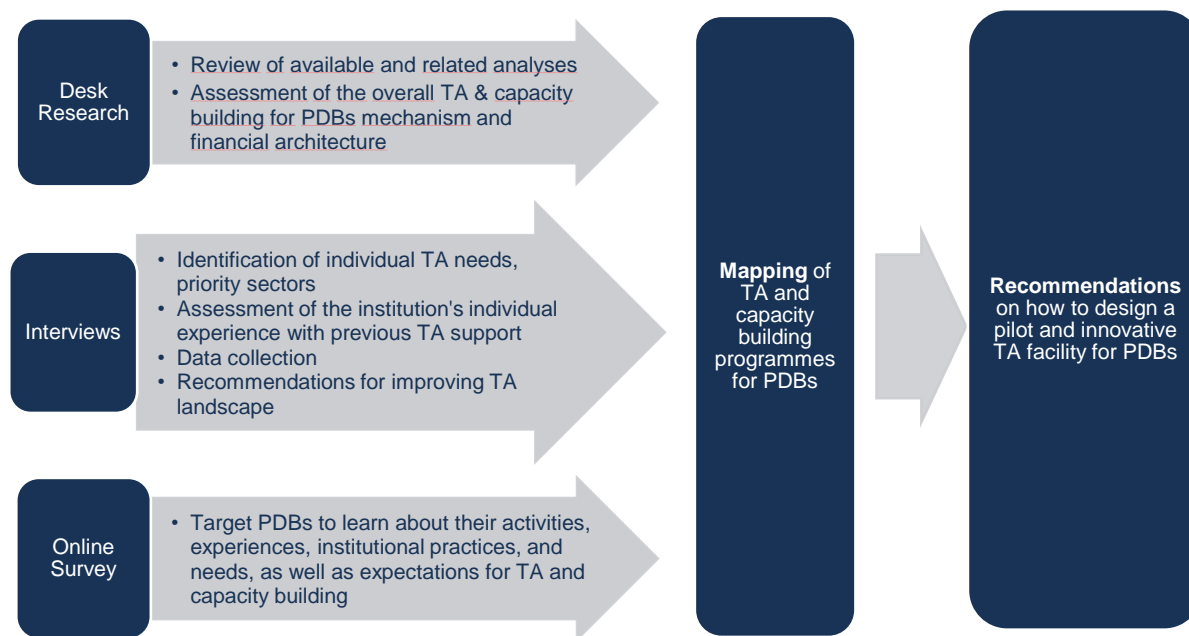 Desk
Research
• Review of available and related analyses
• Assessment of the overall TA & capacity
building for PDBs mechanism and
financial architecture
Interviews
• Identification of individual TA needs,
priority sectors
• Assessment of the institution's individual
experience with previous TA support
• Data collection
• Recommendations for improving TA
landscape
Online
Survey
• Target PDBs to learn about their activities,
experiences, institutional practices, and
needs, as well as expectations for TA and
capacity building
Mapping of
TA and
capacity
building
programmes
for PDBs
Recommendations
on how to design a
pilot and innovative
TA facility for PDBs